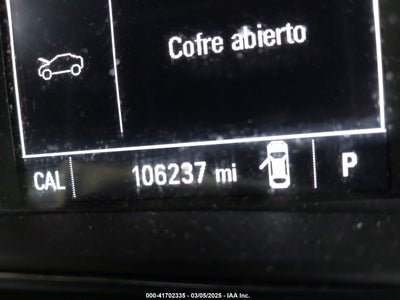 Cofre abierto
CAL 106237 mi P
000-41702335 - 03/05/2025 - IAA Inc.